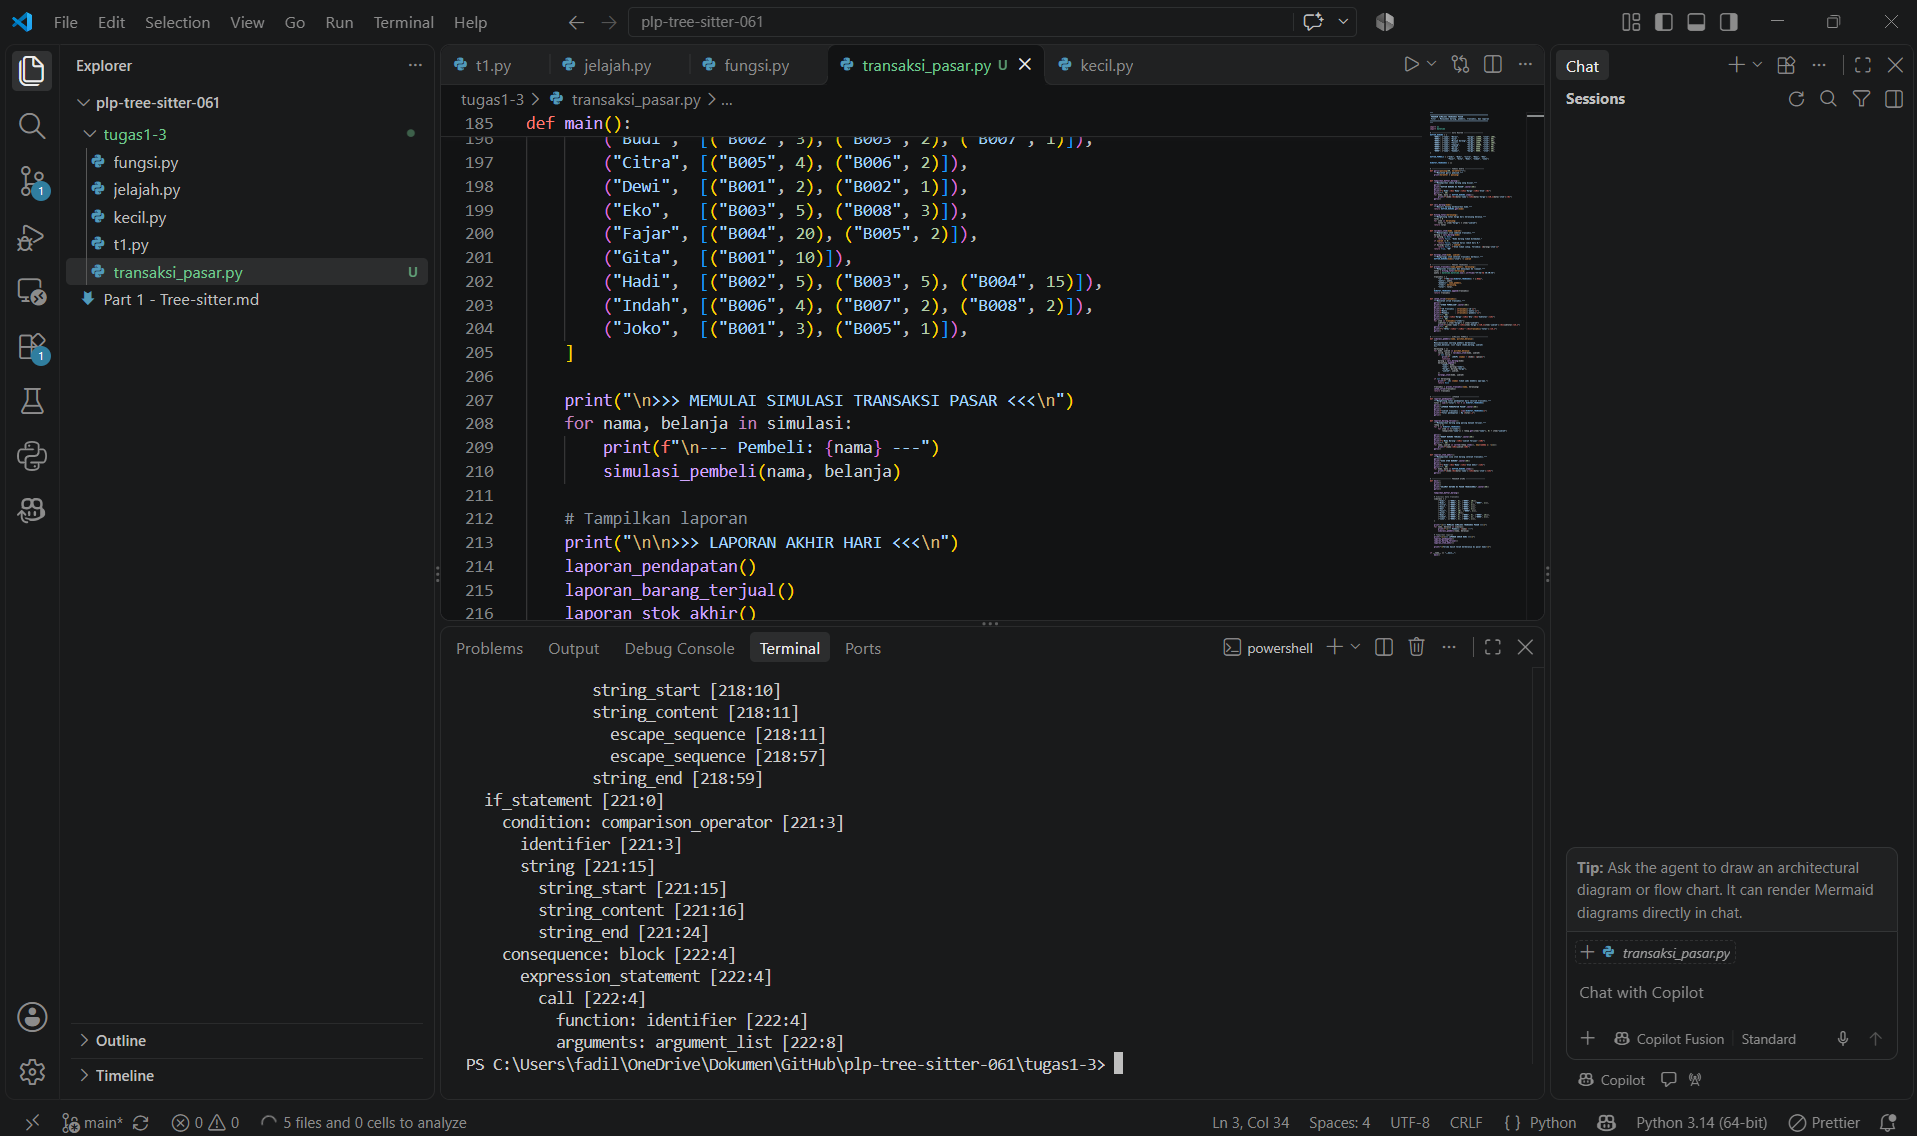 File Edit Selection View Go Run Terminal Help
plp-tree-sitter-061
Explorer
plp-tree-sitter-061
tugas1-3
fungsi.py
jelajah.py
kecil.py
t1.py
transaksi_pasar.py U
Part 1 - Tree-sitter.md
Outline
Timeline
1
1
t1.py jelajah.py fungsi.py transaksi_pasar.py U kecil.py
tugas1-3 > transaksi_pasar.py > ...
185 def main():
196 ("Budi", [("B002", 3), ("B003", 2), ("B007", 1)]),
197 ("Citra", [("B005", 4), ("B006", 2)]),
198 ("Dewi", [("B001", 2), ("B002", 1)]),
199 ("Eko", [("B003", 5), ("B008", 3)]),
200 ("Fajar", [("B004", 20), ("B005", 2)]),
201 ("Gita", [("B001", 10)]),
202 ("Hadi", [("B002", 5), ("B003", 5), ("B004", 15)]),
203 ("Indah", [("B006", 4), ("B007", 2), ("B008", 2)]),
204 ("Joko", [("B001", 3), ("B005", 1)]),
205 ]
206
207 print("\n>>> MEMULAI SIMULASI TRANSAKSI PASAR <<<\n")
208 for nama, belanja in simulasi:
209 print(f"\n--- Pembeli: {nama} ---")
210 simulasi_pembeli(nama, belanja)
211
212 # Tampilkan laporan
213 print("\n\n>>> LAPORAN AKHIR HARI <<<\n")
214 laporan_pendapatan()
215 laporan_barang_terjual()
216 laporan_stok_akhir()
Problems Output Debug Console Terminal Ports
powershell
string_start [218:10]
string_content [218:11]
escape_sequence [218:11]
escape_sequence [218:57]
string_end [218:59]
if_statement [221:0]
condition: comparison_operator [221:3]
identifier [221:3]
string [221:15]
string_start [221:15]
string_content [221:16]
string_end [221:24]
consequence: block [222:4]
expression_statement [222:4]
call [222:4]
function: identifier [222:4]
arguments: argument_list [222:8]
PS C:\Users\fadil\OneDrive\Dokumen\GitHub\plp-tree-sitter-061\tugas1-3>
Chat
Sessions
Tip: Ask the agent to draw an architectural
diagram or flow chart. It can render Mermaid
diagrams directly in chat.
transaksi_pasar.py
Chat with Copilot
Copilot Fusion Standard
Copilot
main* 0 0 5 files and 0 cells to analyze
Ln 3, Col 34 Spaces: 4 UTF-8 CRLF { } Python Python 3.14 (64-bit) Prettier